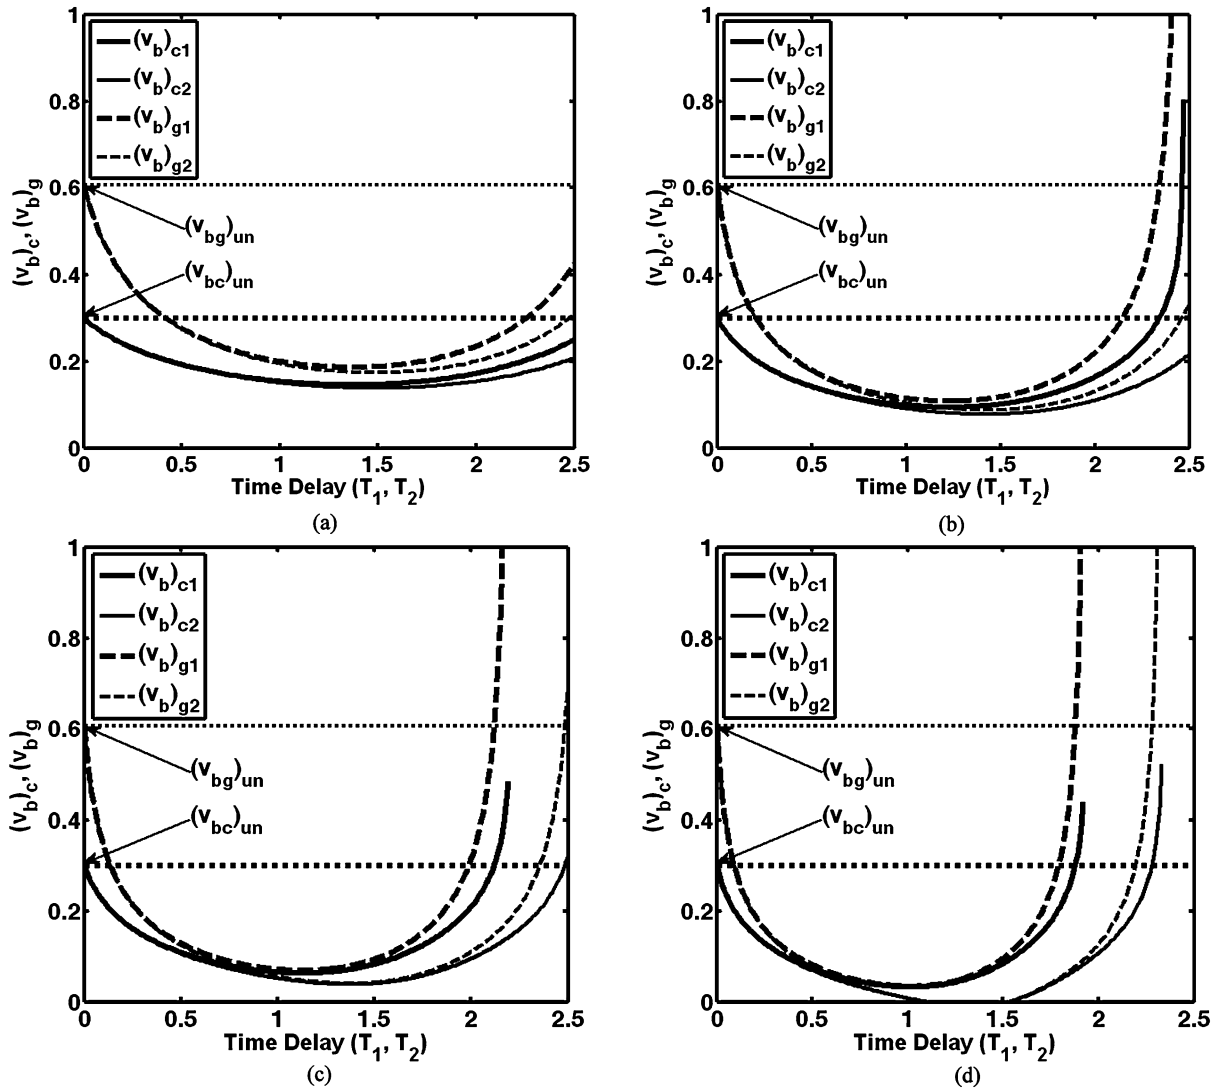 1
0.8
0.6
0.4
0.2
0
(v_b)_c, (v_b)_g
(v_b)_c1
(v_b)_c2
(v_b)_g1
(v_b)_g2
(v_bg)_un
(v_bc)_un
0 0.5 1 1.5 2 2.5
Time Delay (T_1, T_2)
(a)
1
0.8
0.6
0.4
0.2
0
(v_b)_c, (v_b)_g
(v_b)_c1
(v_b)_c2
(v_b)_g1
(v_b)_g2
(v_bg)_un
(v_bc)_un
0 0.5 1 1.5 2 2.5
Time Delay (T_1, T_2)
(b)
1
0.8
0.6
0.4
0.2
0
(v_b)_c, (v_b)_g
(v_b)_c1
(v_b)_c2
(v_b)_g1
(v_b)_g2
(v_bg)_un
(v_bc)_un
0 0.5 1 1.5 2 2.5
Time Delay (T_1, T_2)
(c)
1
0.8
0.6
0.4
0.2
0
(v_b)_c, (v_b)_g
(v_b)_c1
(v_b)_c2
(v_b)_g1
(v_b)_g2
(v_bg)_un
(v_bc)_un
0 0.5 1 1.5 2 2.5
Time Delay (T_1, T_2)
(d)